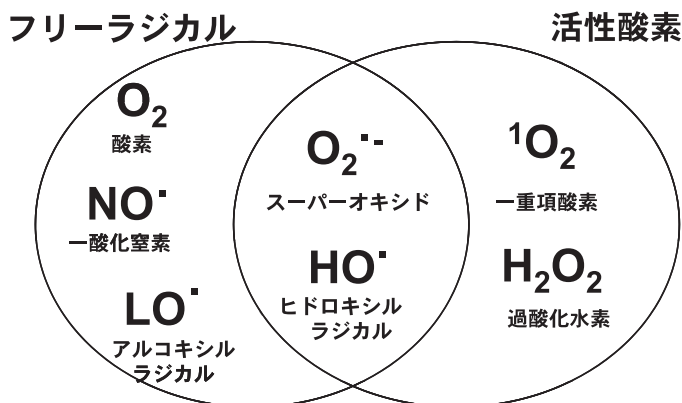 フリーラジカル
活性酸素
O₂
酸素
NO˙
一酸化窒素
LO˙
アルコキシル
ラジカル
O₂˙⁻
スーパーオキシド
HO˙
ヒドロキシル
ラジカル
¹O₂
一重項酸素
H₂O₂
過酸化水素